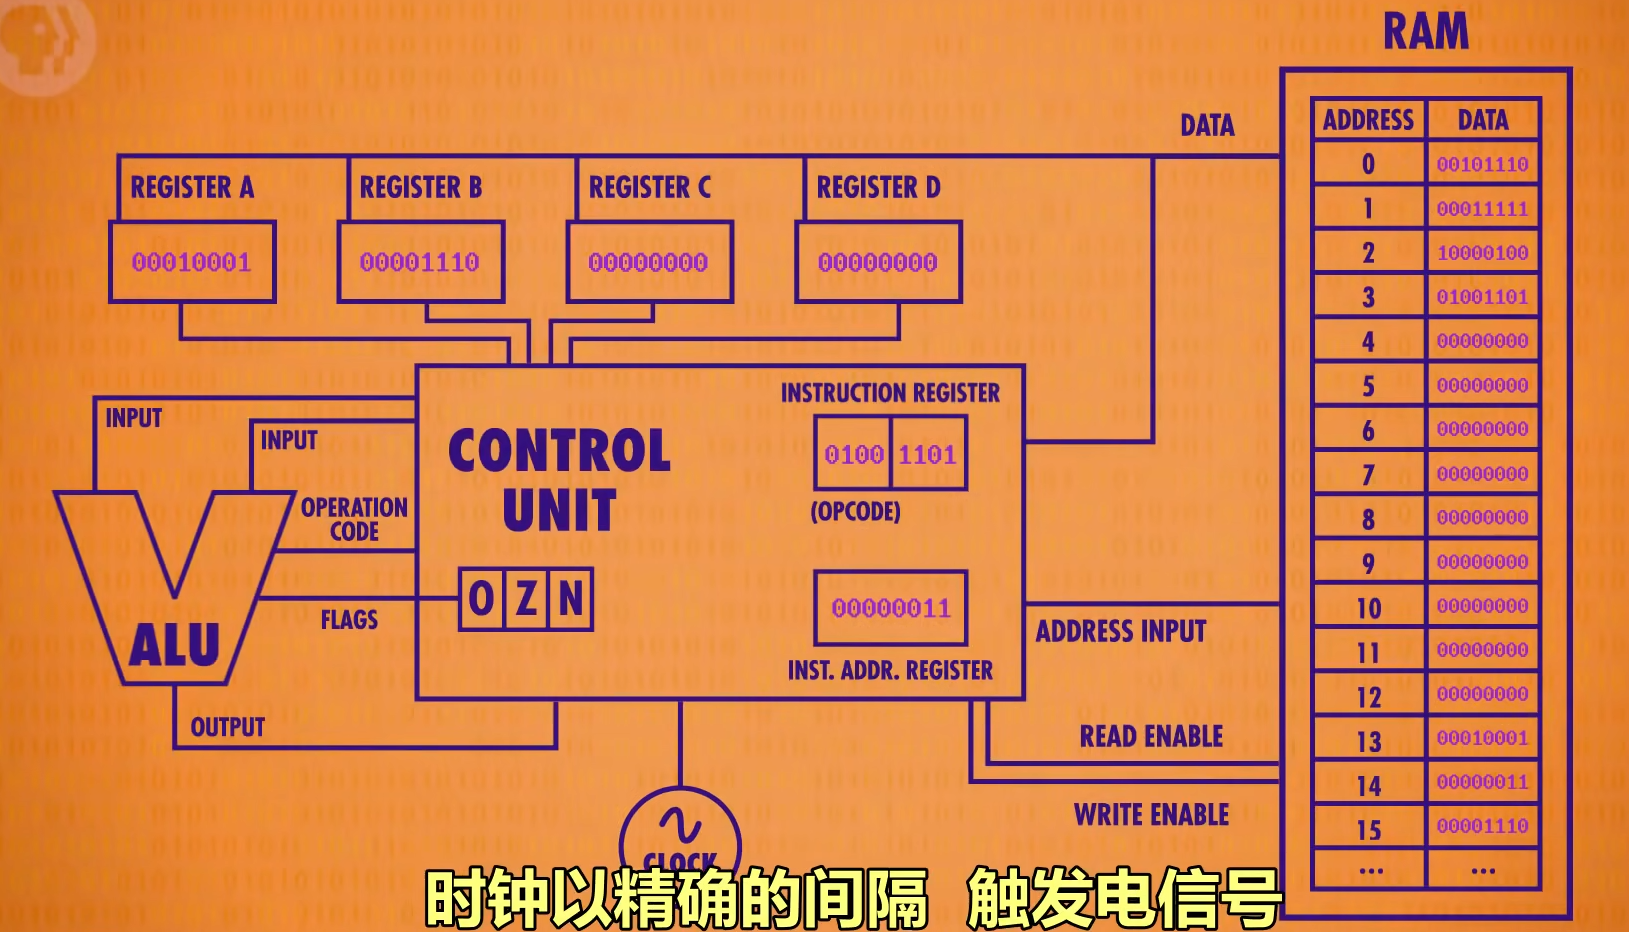 RAM
DATA
ADDRESS DATA
0 00101110
1 00011111
2 10000100
3 01001101
4 00000000
5 00000000
6 00000000
7 00000000
8 00000000
9 00000000
10 00000000
11 00000000
12 00000000
13 00010001
14 00000011
15 00001110
... ...
REGISTER A
00010001
REGISTER B
00001110
REGISTER C
00000000
REGISTER D
00000000
INPUT
INPUT
OPERATION
CODE
FLAGS
ALU
OUTPUT
CONTROL
UNIT
O Z N
INSTRUCTION REGISTER
0100 1101
(OPCODE)
00000011
INST. ADDR. REGISTER
ADDRESS INPUT
READ ENABLE
WRITE ENABLE
CLOCK
时钟以精确的间隔 触发电信号